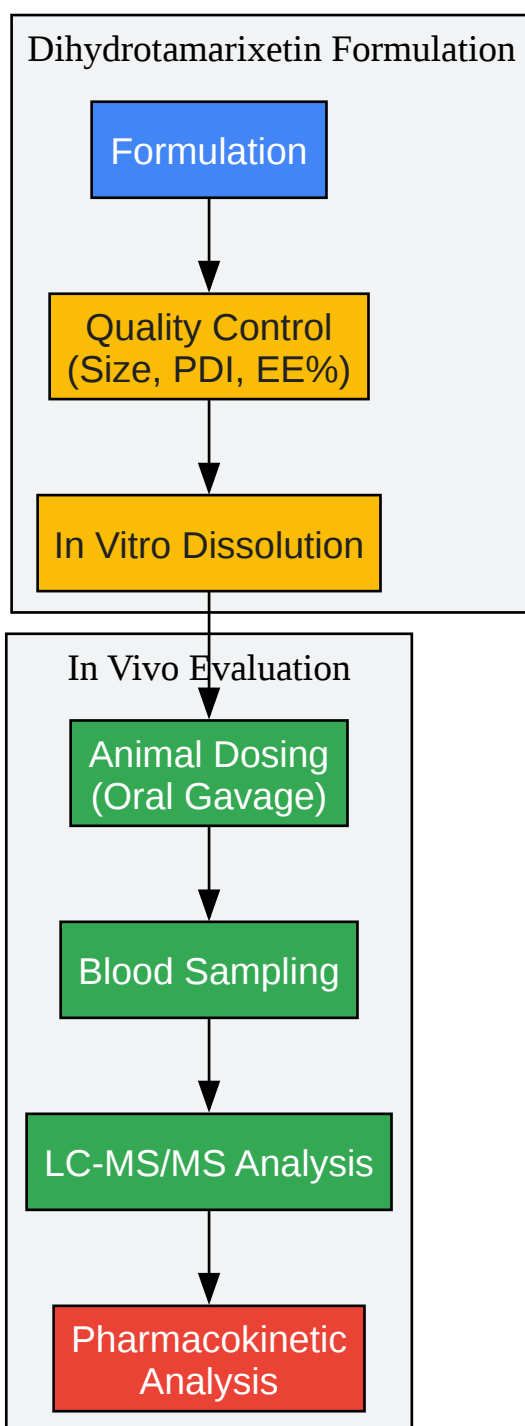 Dihydrotamarixetin Formulation
Formulation
Quality Control
(Size, PDI, EE%)
In Vitro Dissolution
In Vivo Evaluation
Animal Dosing
(Oral Gavage)
Blood Sampling
LC-MS/MS Analysis
Pharmacokinetic
Analysis